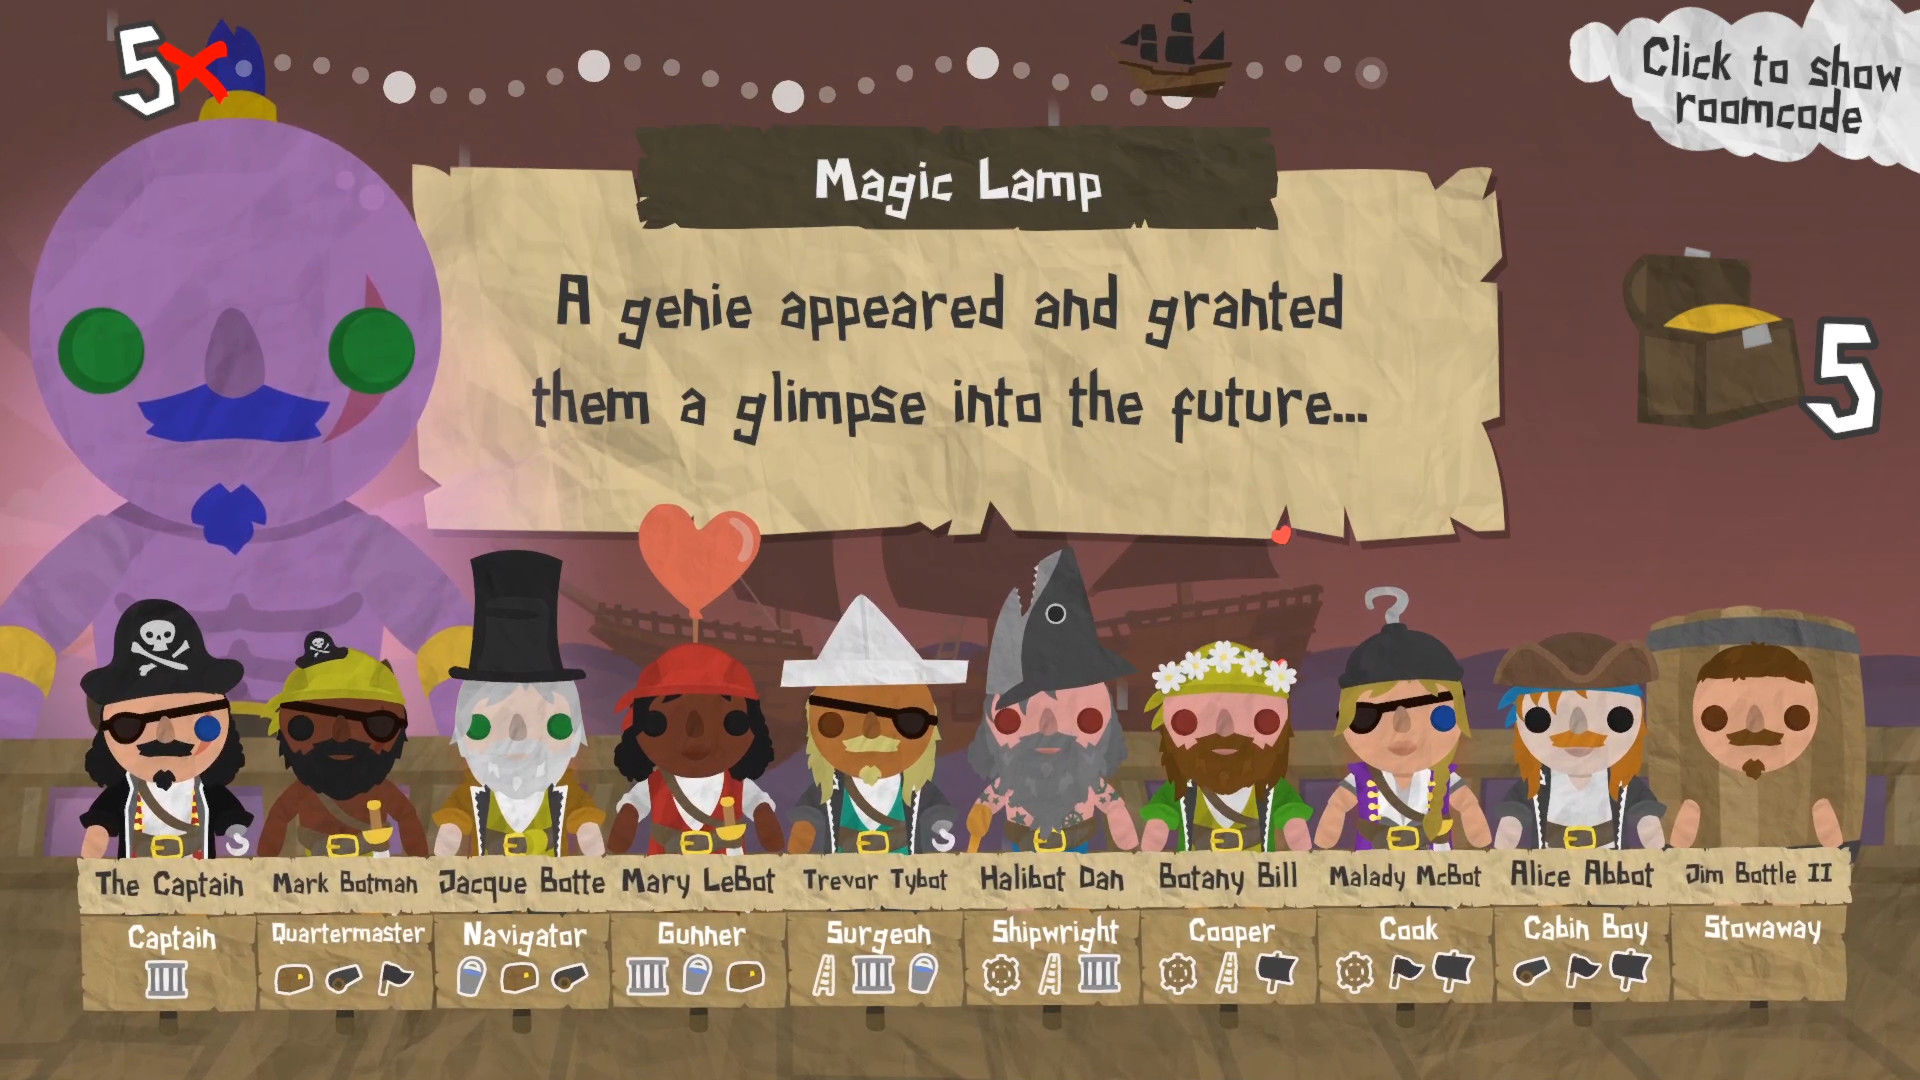 5
Click to show
roomcode
Magic Lamp
A genie appeared and granted
them a glimpse into the future...
5
The Captain
Mark Botman
Jacque Botte
Mary LeBot
Trevor Tybot
Halibot Dan
Botany Bill
Malady McBot
Alice Abbot
Jim Bottle II
Captain
Quartermaster
Navigator
Gunner
Surgeon
Shipwright
Cooper
Cook
Cabin Boy
Stowaway